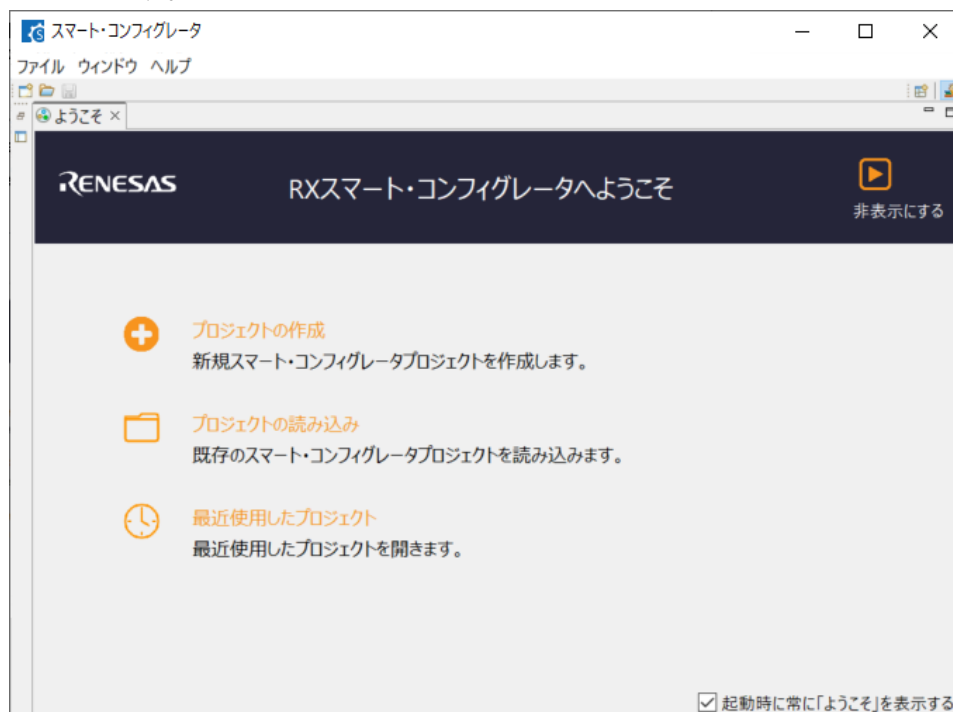 スマート・コンフィグレータ
ファイル ウィンドウ ヘルプ
ようこそ
RENESAS
RXスマート・コンフィグレータへようこそ
非表示にする
プロジェクトの作成
新規スマート・コンフィグレータプロジェクトを作成します。
プロジェクトの読み込み
既存のスマート・コンフィグレータプロジェクトを読み込みます。
最近使用したプロジェクト
最近使用したプロジェクトを開きます。
起動時に常に「ようこそ」を表示する